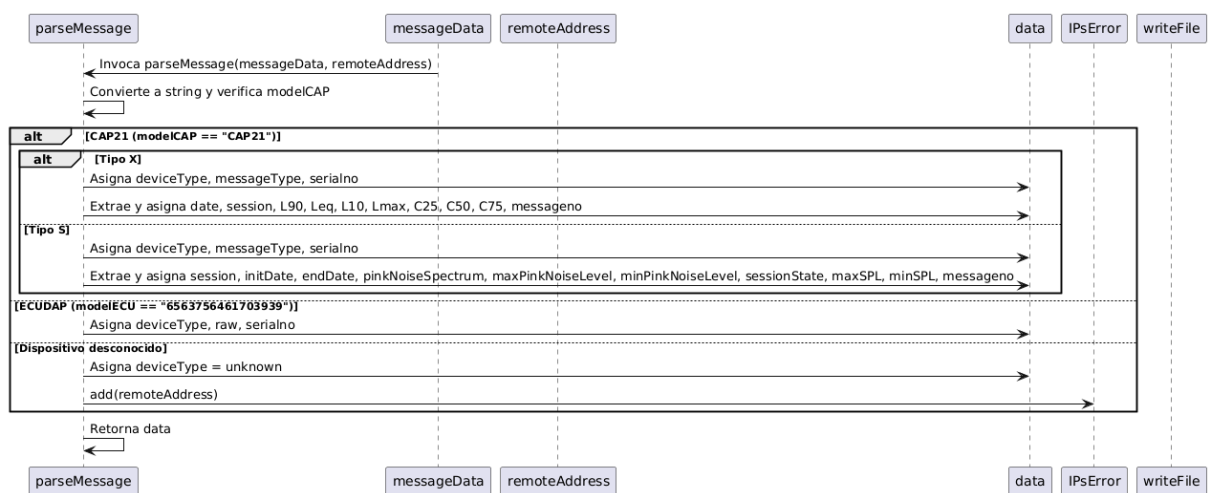 parseMessage messageData remoteAddress data IPsError writeFile
Invoca parseMessage(messageData, remoteAddress)
Convierte a string y verifica modelCAP
alt [CAP21 (modelCAP == "CAP21")]
alt [Tipo X]
Asigna deviceType, messageType, serialno
Extrae y asigna date, session, L90, Leq, L10, Lmax, C25, C50, C75, messageno
[Tipo S]
Asigna deviceType, messageType, serialno
Extrae y asigna session, initDate, endDate, pinkNoiseSpectrum, maxPinkNoiseLevel, minPinkNoiseLevel, sessionState, maxSPL, minSPL, messageno
[ECUDAP (modelECU == "6563756461703939")]
Asigna deviceType, raw, serialno
[Dispositivo desconocido]
Asigna deviceType = unknown
add(remoteAddress)
Retorna data
parseMessage messageData remoteAddress data IPsError writeFile